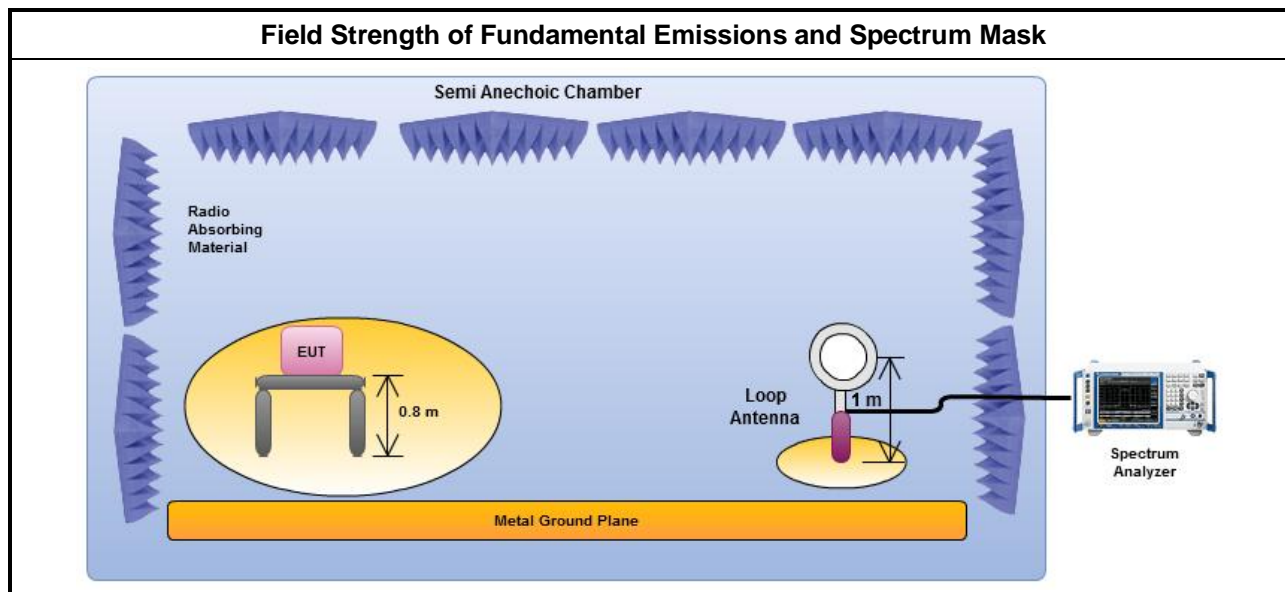 Field Strength of Fundamental Emissions and Spectrum Mask
Semi Anechoic Chamber
Radio
Absorbing
Material
EUT
0.8 m
Loop
Antenna
1 m
Spectrum
Analyzer
Metal Ground Plane